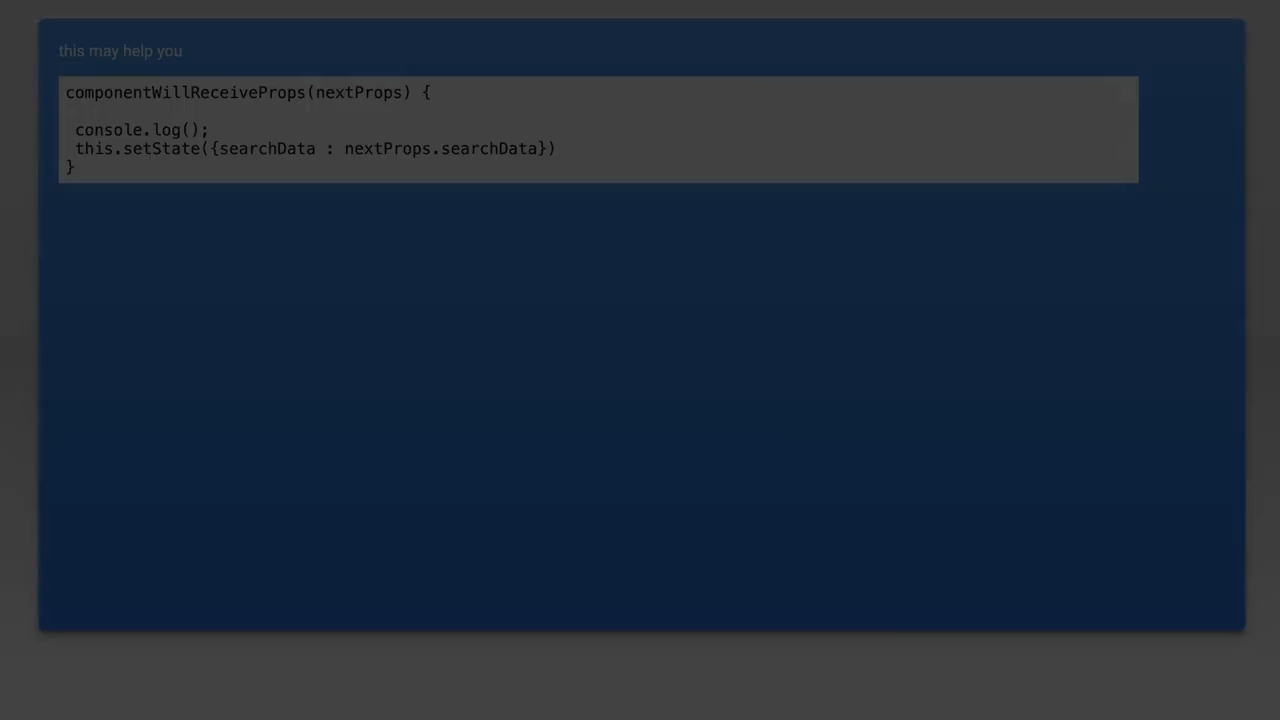 this may help you
componentWillReceiveProps(nextProps) {
console.log();
this.setState({searchData : nextProps.searchData})
}